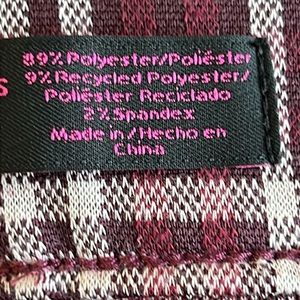 S
89% Polyester/Poliéster
9% Recycled Polyester/
Poliéster Reciclado
2% Spandex
Made in/Hecho en
China